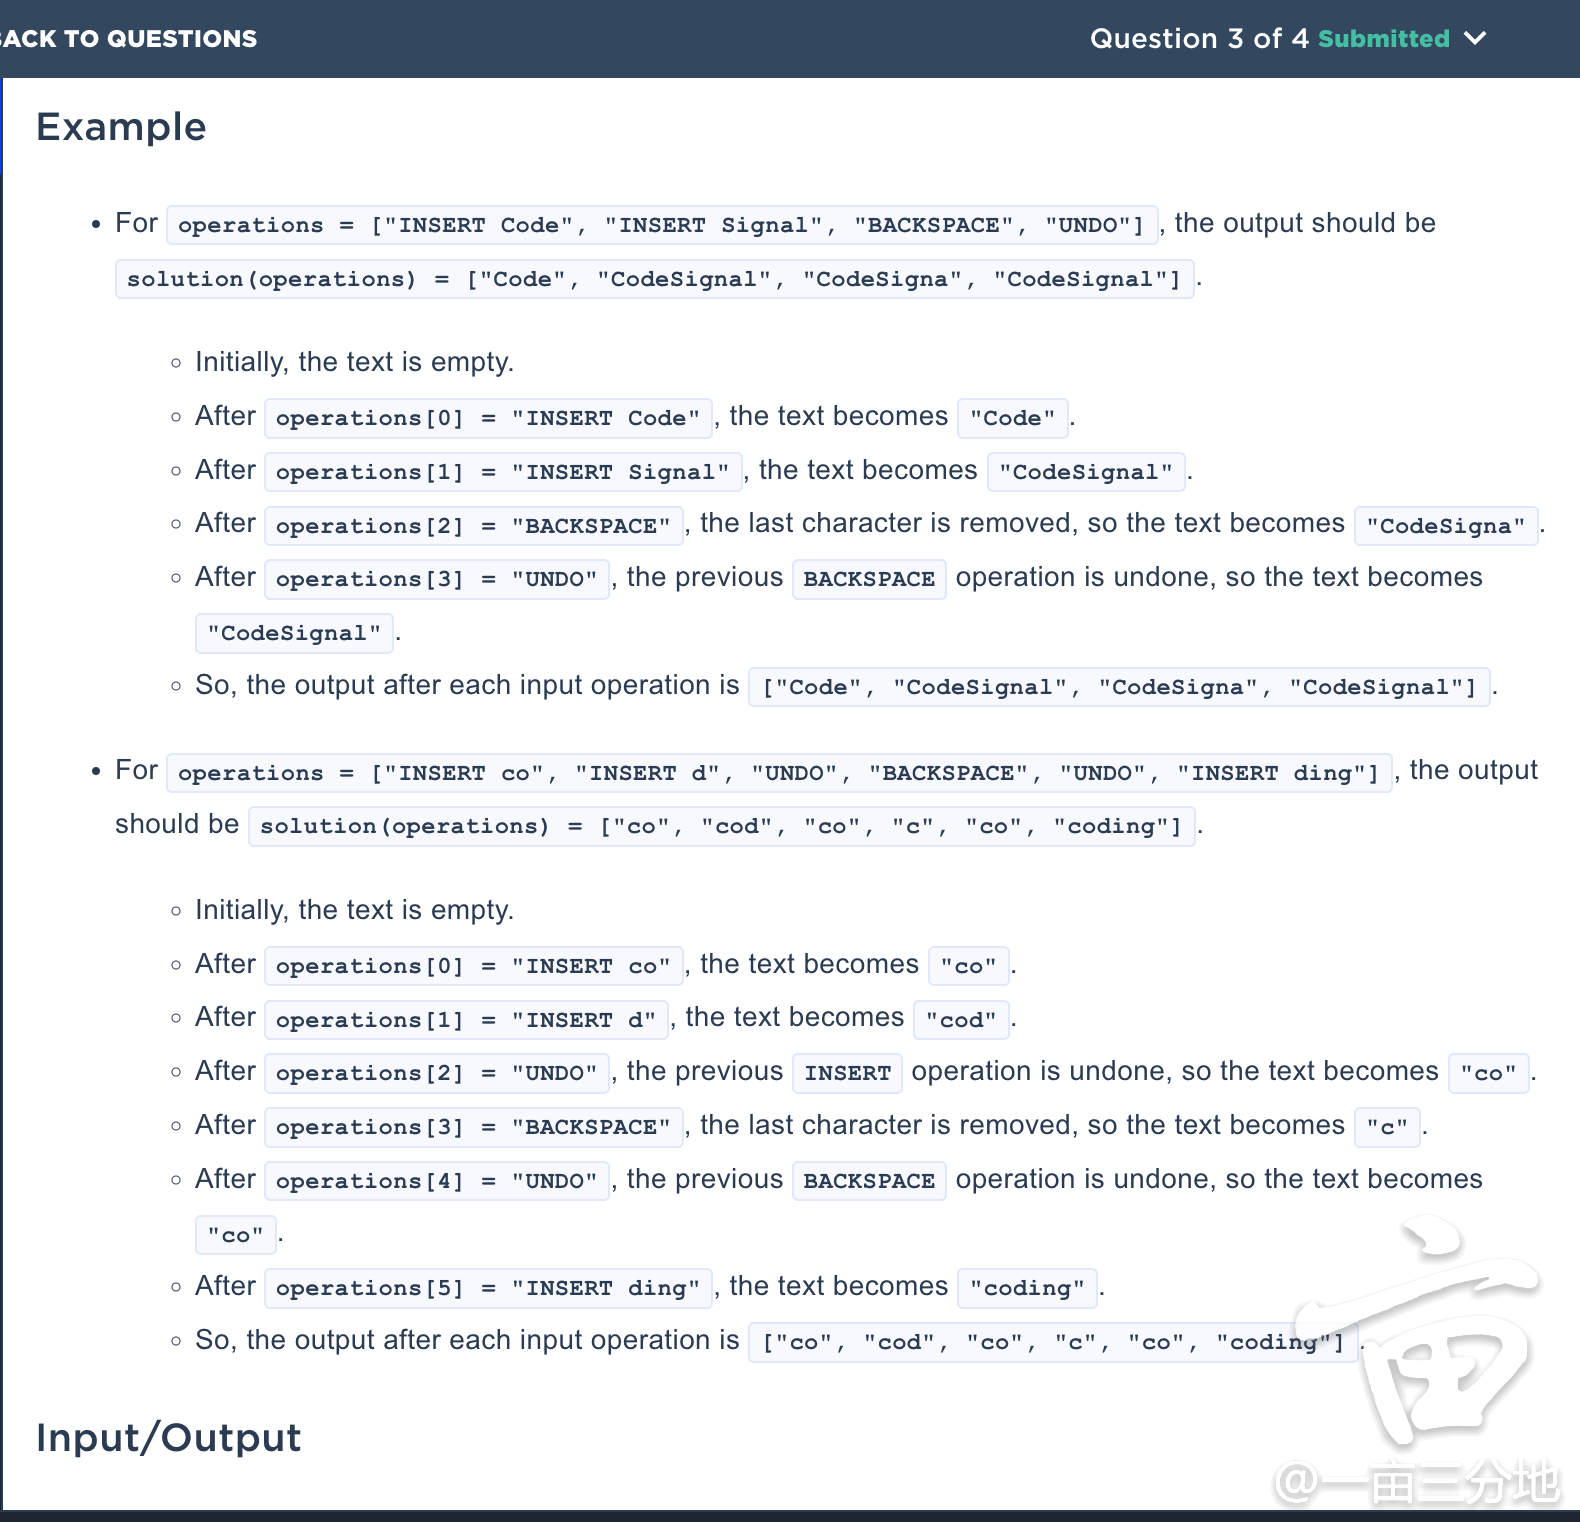 BACK TO QUESTIONS
Question 3 of 4 Submitted
Example
• For operations = ["INSERT Code", "INSERT Signal", "BACKSPACE", "UNDO"] , the output should be
solution(operations) = ["Code", "CodeSignal", "CodeSigna", "CodeSignal"] .
◦ Initially, the text is empty.
◦ After operations[0] = "INSERT Code" , the text becomes "Code" .
◦ After operations[1] = "INSERT Signal" , the text becomes "CodeSignal" .
◦ After operations[2] = "BACKSPACE" , the last character is removed, so the text becomes "CodeSigna" .
◦ After operations[3] = "UNDO" , the previous BACKSPACE operation is undone, so the text becomes
"CodeSignal" .
◦ So, the output after each input operation is ["Code", "CodeSignal", "CodeSigna", "CodeSignal"] .
• For operations = ["INSERT co", "INSERT d", "UNDO", "BACKSPACE", "UNDO", "INSERT ding"] , the output
should be solution(operations) = ["co", "cod", "co", "c", "co", "coding"] .
◦ Initially, the text is empty.
◦ After operations[0] = "INSERT co" , the text becomes "co" .
◦ After operations[1] = "INSERT d" , the text becomes "cod" .
◦ After operations[2] = "UNDO" , the previous INSERT operation is undone, so the text becomes "co" .
◦ After operations[3] = "BACKSPACE" , the last character is removed, so the text becomes "c" .
◦ After operations[4] = "UNDO" , the previous BACKSPACE operation is undone, so the text becomes
"co" .
◦ After operations[5] = "INSERT ding" , the text becomes "coding" .
◦ So, the output after each input operation is ["co", "cod", "co", "c", "co", "coding"] .
亩
Input/Output
@一亩三分地